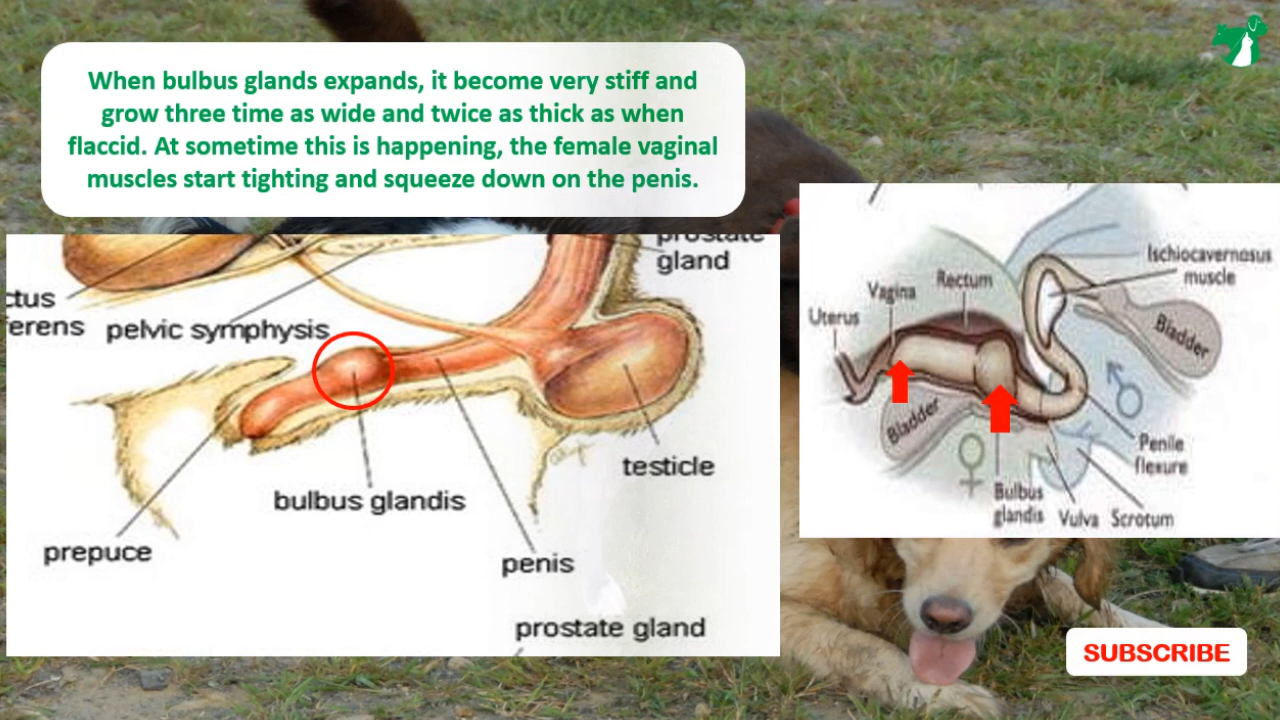 When bulbus glands expands, it become very stiff and
grow three time as wide and twice as thick as when
flaccid. At sometime this is happening, the female vaginal
muscles start tighting and squeeze down on the penis.
prostate
gland
ctus
erens
pelvic symphysis
testicle
bulbus glandis
prepuce
penis
prostate gland
Ischiocavernosus
muscle
Rectum
Vagina
Uterus
Bladder
Bladder
Penile
flexure
Bulbus
glandis
Vulva
Scrotum
SUBSCRIBE